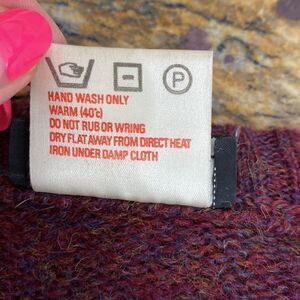 P
HAND WASH ONLY
WARM (40°c)
DO NOT RUB OR WRING
DRY FLAT AWAY FROM DIRECT HEAT
IRON UNDER DAMP CLOTH